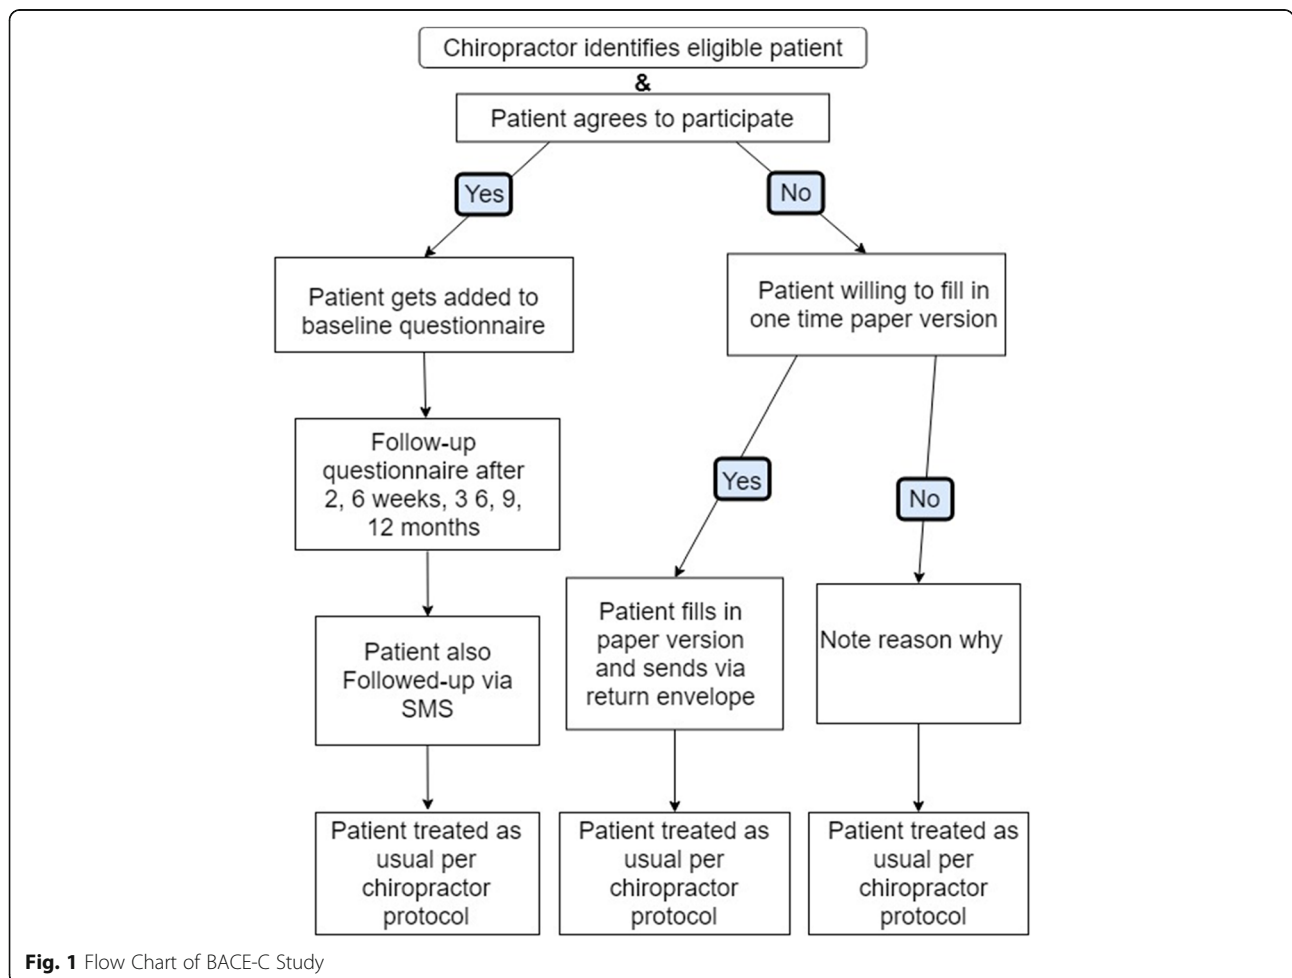 Chiropractor identifies eligible patient
&
Patient agrees to participate
Yes
No
Patient gets added to
baseline questionnaire
Patient willing to fill in
one time paper version
Follow-up
questionnaire after
2, 6 weeks, 3 6, 9,
12 months
Yes
No
Patient also
Followed-up via
SMS
Patient fills in
paper version
and sends via
return envelope
Note reason why
Patient treated as
usual per
chiropractor
protocol
Patient treated as
usual per
chiropractor
protocol
Patient treated as
usual per
chiropractor
protocol
Fig. 1 Flow Chart of BACE-C Study